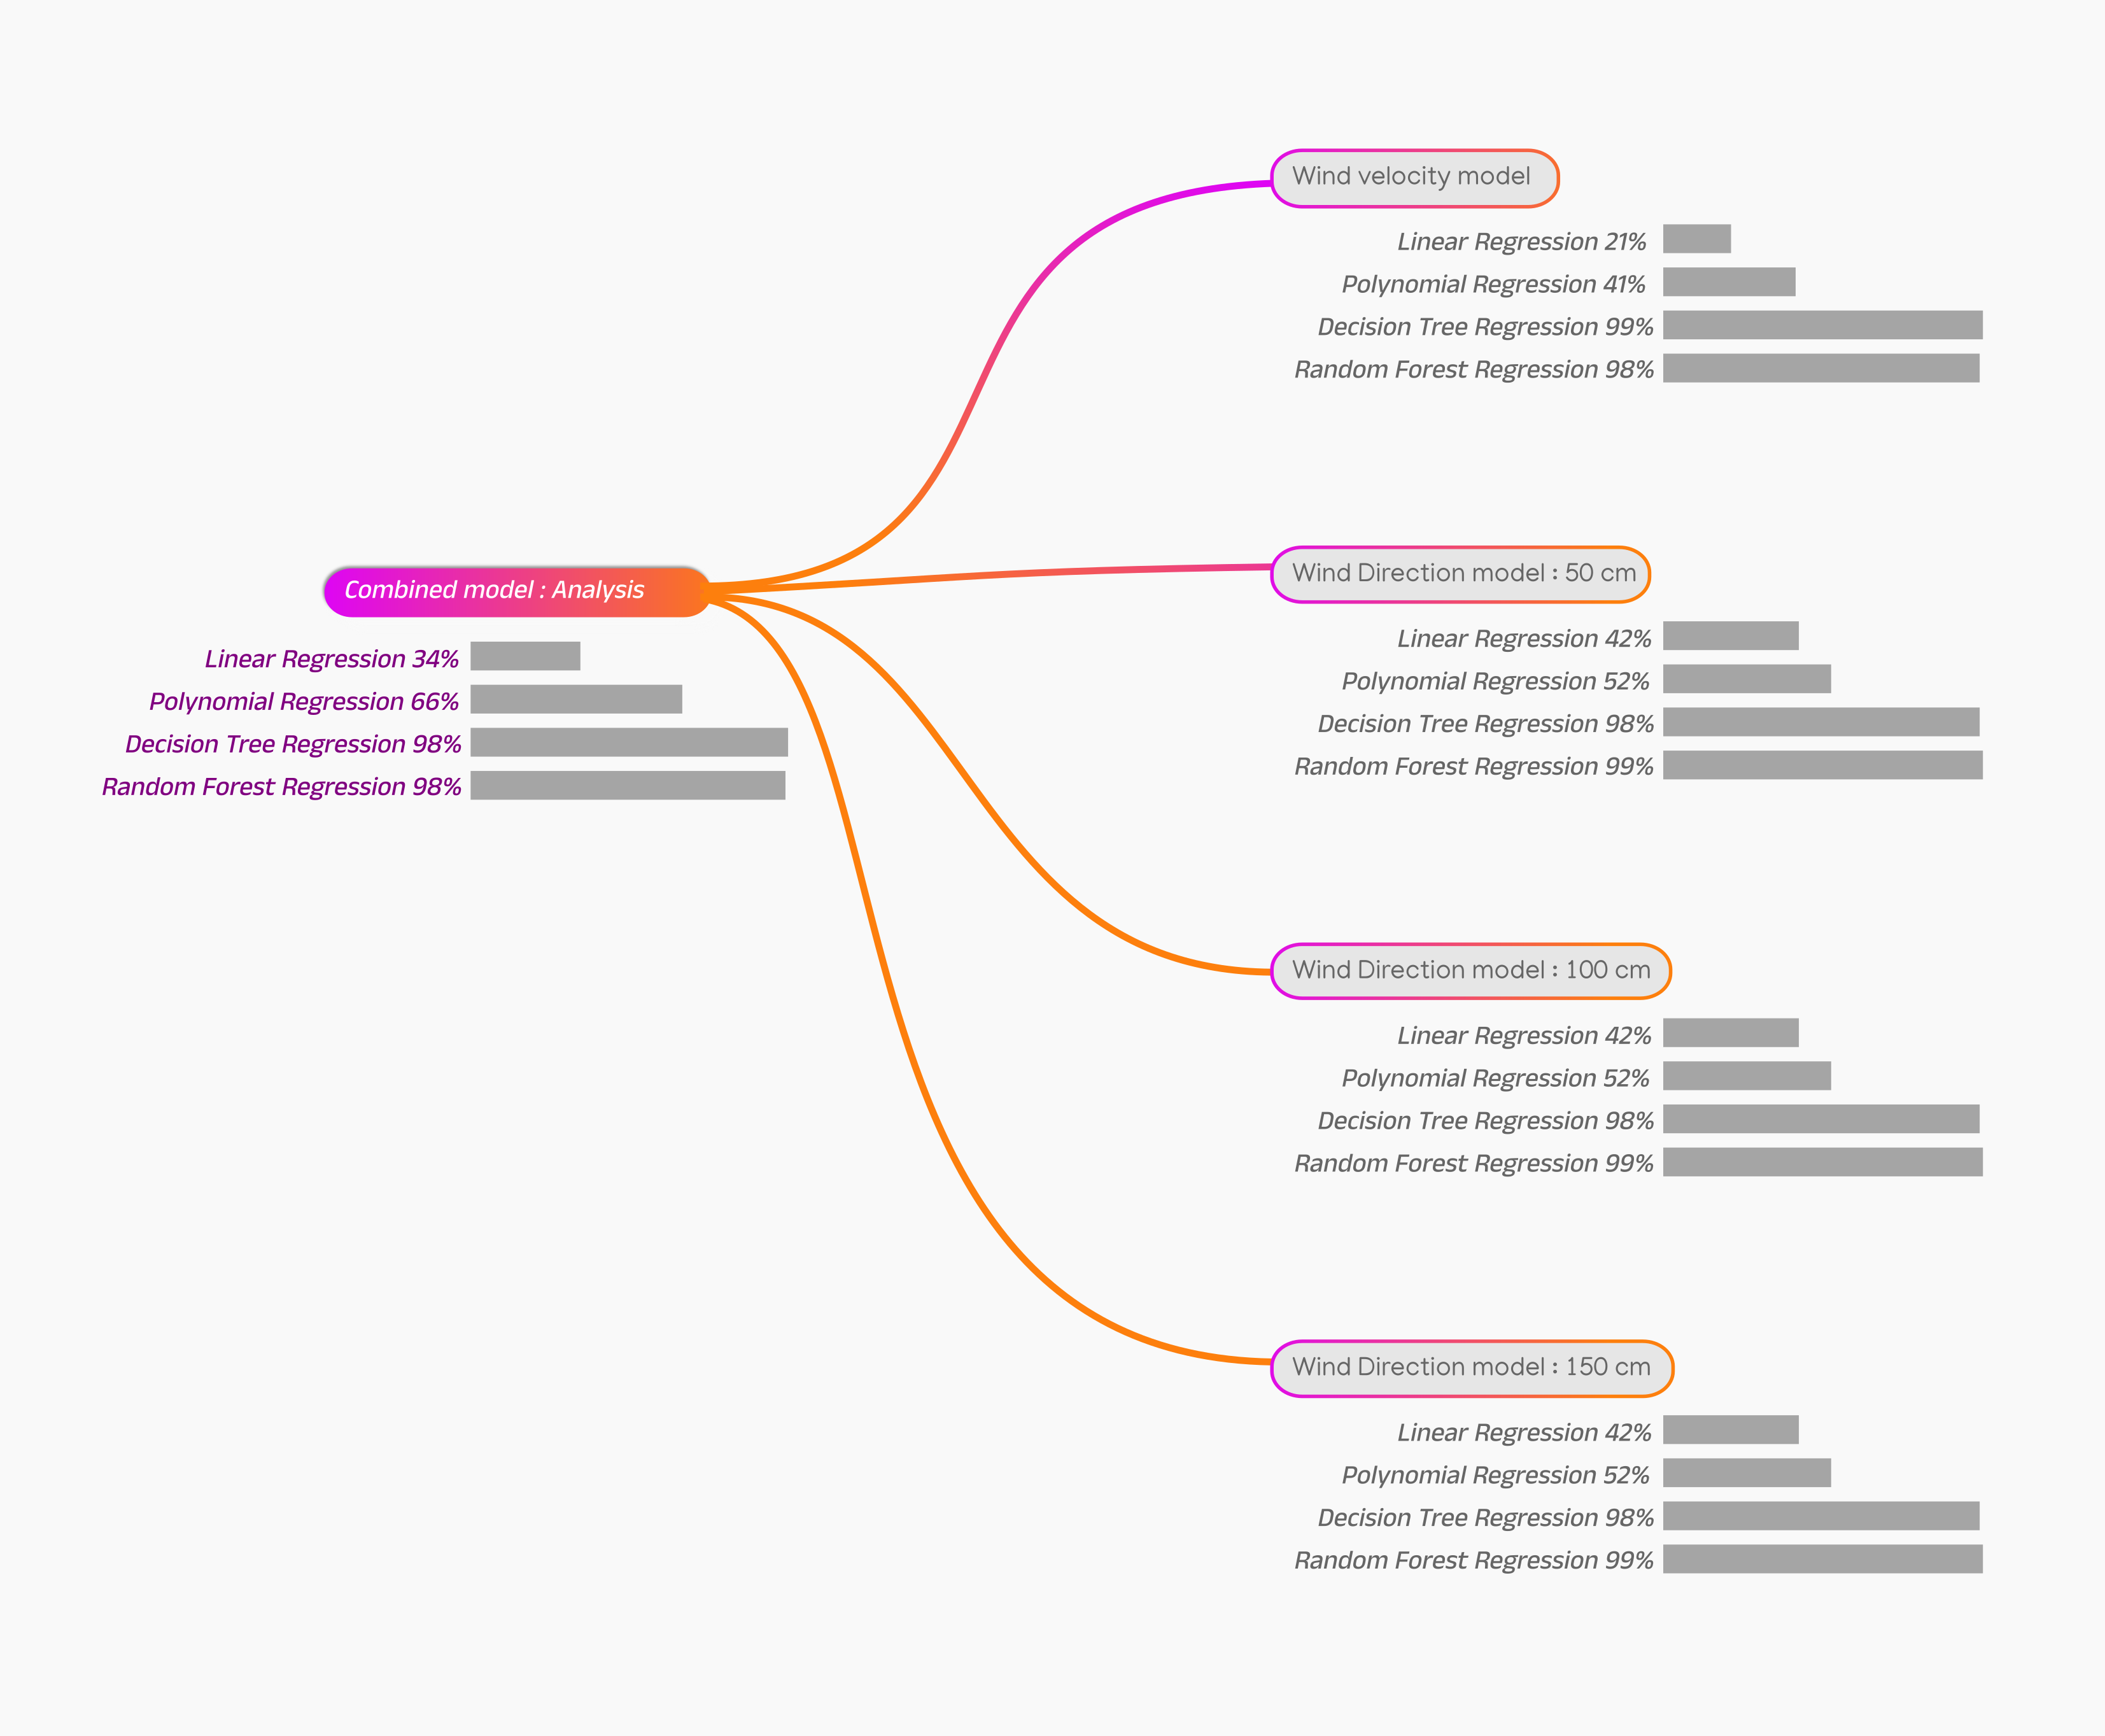 Combined model : Analysis
Linear Regression 34%
Polynomial Regression 66%
Decision Tree Regression 98%
Random Forest Regression 98%
Wind velocity model
Linear Regression 21%
Polynomial Regression 41%
Decision Tree Regression 99%
Random Forest Regression 98%
Wind Direction model : 50 cm
Linear Regression 42%
Polynomial Regression 52%
Decision Tree Regression 98%
Random Forest Regression 99%
Wind Direction model : 100 cm
Linear Regression 42%
Polynomial Regression 52%
Decision Tree Regression 98%
Random Forest Regression 99%
Wind Direction model : 150 cm
Linear Regression 42%
Polynomial Regression 52%
Decision Tree Regression 98%
Random Forest Regression 99%